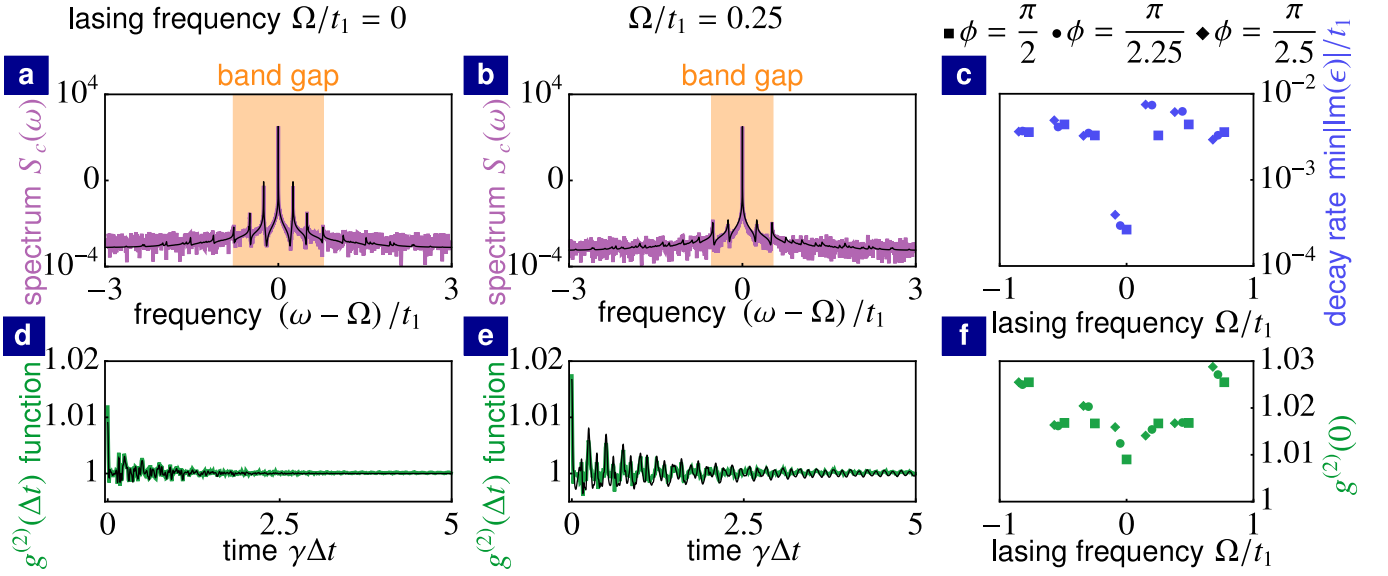 lasing frequency Ω/t₁ = 0
Ω/t₁ = 0.25
■ ϕ = π/2 ● ϕ = π/2.25 ◆ ϕ = π/2.5
a
band gap
spectrum S_c(ω)
10⁴
0
10⁻⁴
−3
0
3
frequency (ω − Ω)/t₁
b
band gap
spectrum S_c(ω)
10⁴
0
10⁻⁴
−3
0
3
frequency (ω − Ω)/t₁
c
10⁻²
10⁻³
10⁻⁴
decay rate min|Im(ϵ)|/t₁
−1
0
1
lasing frequency Ω/t₁
d
g⁽²⁾(Δt) function
1.02
1.01
1
0
2.5
5
time γΔt
e
g⁽²⁾(Δt) function
1.02
1.01
1
0
2.5
5
time γΔt
f
1.03
1.02
1.01
1
g⁽²⁾(0)
−1
0
1
lasing frequency Ω/t₁